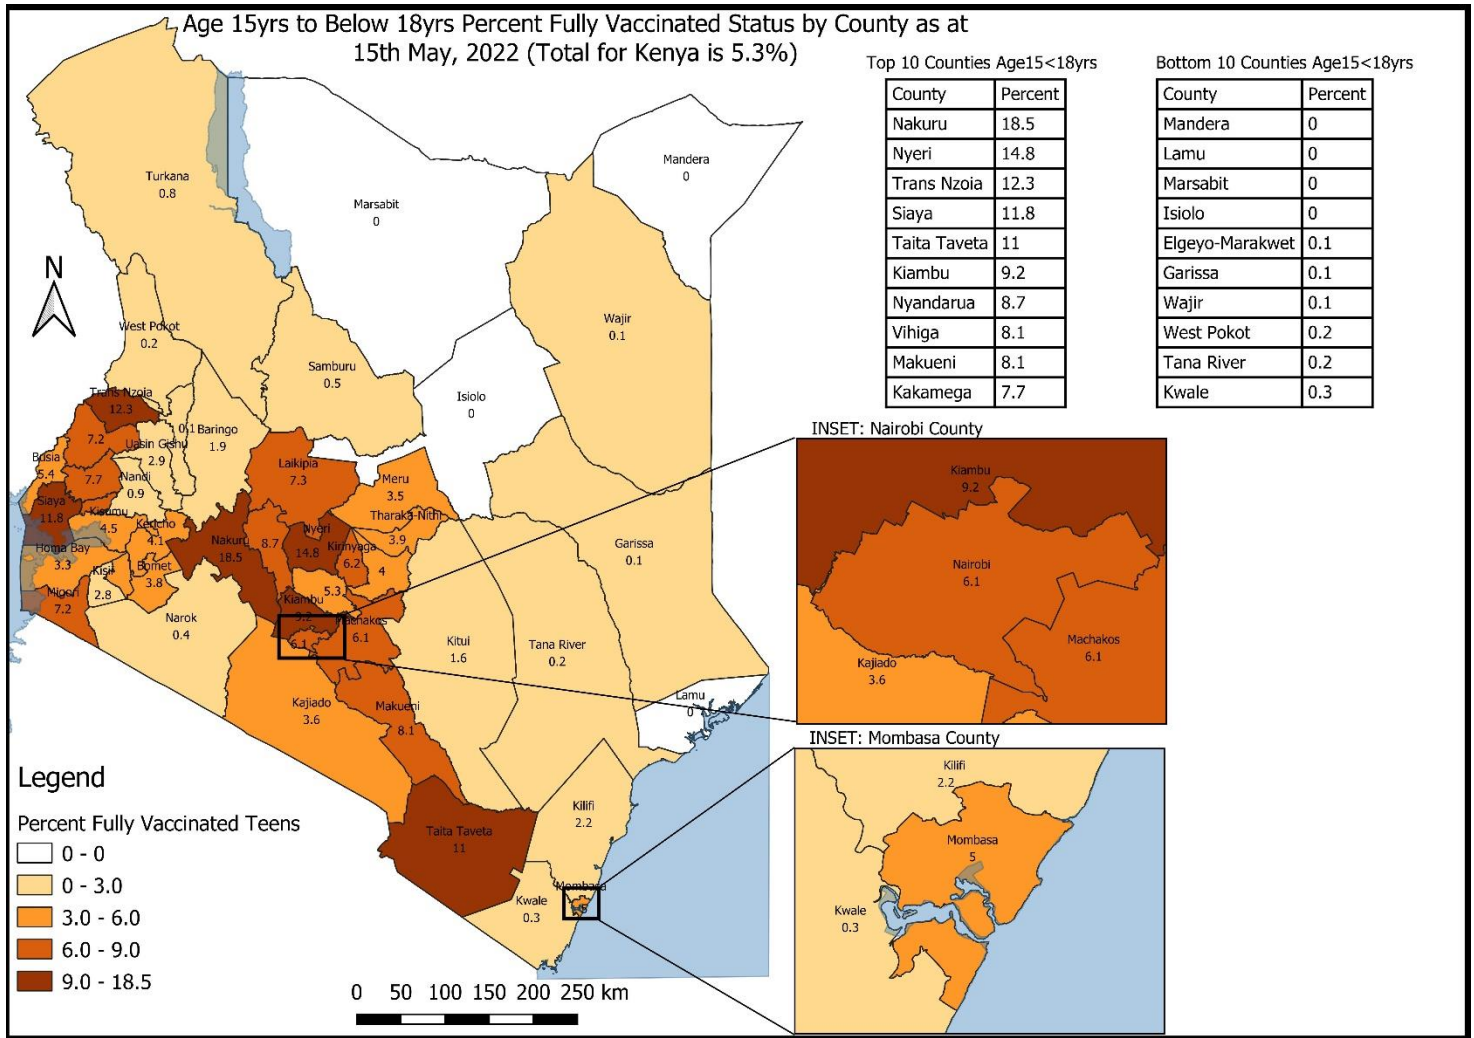 Age 15yrs to Below 18yrs Percent Fully Vaccinated Status by County as at
15th May, 2022 (Total for Kenya is 5.3%)
Top 10 Counties Age15<18yrs
County Percent
Nakuru 18.5
Nyeri 14.8
Trans Nzoia 12.3
Siaya 11.8
Taita Taveta 11
Kiambu 9.2
Nyandarua 8.7
Vihiga 8.1
Makueni 8.1
Kakamega 7.7
Bottom 10 Counties Age15<18yrs
County Percent
Mandera 0
Lamu 0
Marsabit 0
Isiolo 0
Elgeyo-Marakwet 0.1
Garissa 0.1
Wajir 0.1
West Pokot 0.2
Tana River 0.2
Kwale 0.3
N
Turkana
0.8
Marsabit
0
Mandera
0
Wajir
0.1
West Pokot
0.2
Samburu
0.5
Isiolo
0
Trans Nzoia
12.3
0.1
Baringo
1.9
7.2
Uasin Gishu
2.9
Busia
5.4
7.7
Nandi
0.9
Laikipia
7.3
Meru
3.5
Siaya
11.8
Kisumu
4.5
Kericho
4.1
Tharaka-Nithi
3.9
Nakuru
18.5
8.7
Nyeri
14.8
Kirinyaga
6.2
4
Homa Bay
3.3
Kisii
2.8
1
Bomet
3.8
5.3
Garissa
0.1
Migori
7.2
Narok
0.4
Kiambu
9.2
Machakos
6.1
6.1
Kitui
1.6
Tana River
0.2
Kajiado
3.6
Makueni
8.1
Lamu
0
Taita Taveta
11
Kilifi
2.2
Kwale
0.3
Mombasa
5
INSET: Nairobi County
Kiambu
9.2
Nairobi
6.1
Machakos
6.1
Kajiado
3.6
INSET: Mombasa County
Kilifi
2.2
Mombasa
5
Kwale
0.3
Legend
Percent Fully Vaccinated Teens
0 - 0
0 - 3.0
3.0 - 6.0
6.0 - 9.0
9.0 - 18.5
0 50 100 150 200 250 km